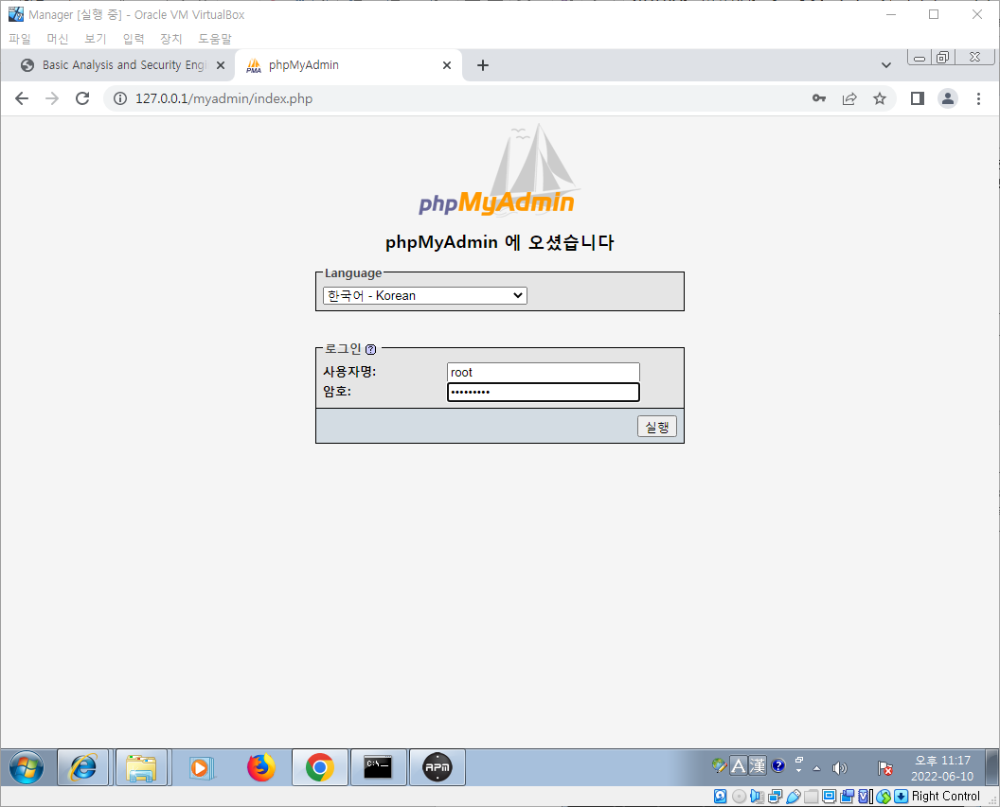 Manager [실행 중] - Oracle VM VirtualBox
파일 머신 보기 입력 장치 도움말
Basic Analysis and Security Engi
phpMyAdmin
127.0.0.1/myadmin/index.php
phpMyAdmin
phpMyAdmin 에 오셨습니다
Language
한국어 - Korean
로그인
사용자명: root
암호: •••••••••
실행
C:\_
APM
A 漢
오후 11:17
2022-06-10
Right Control